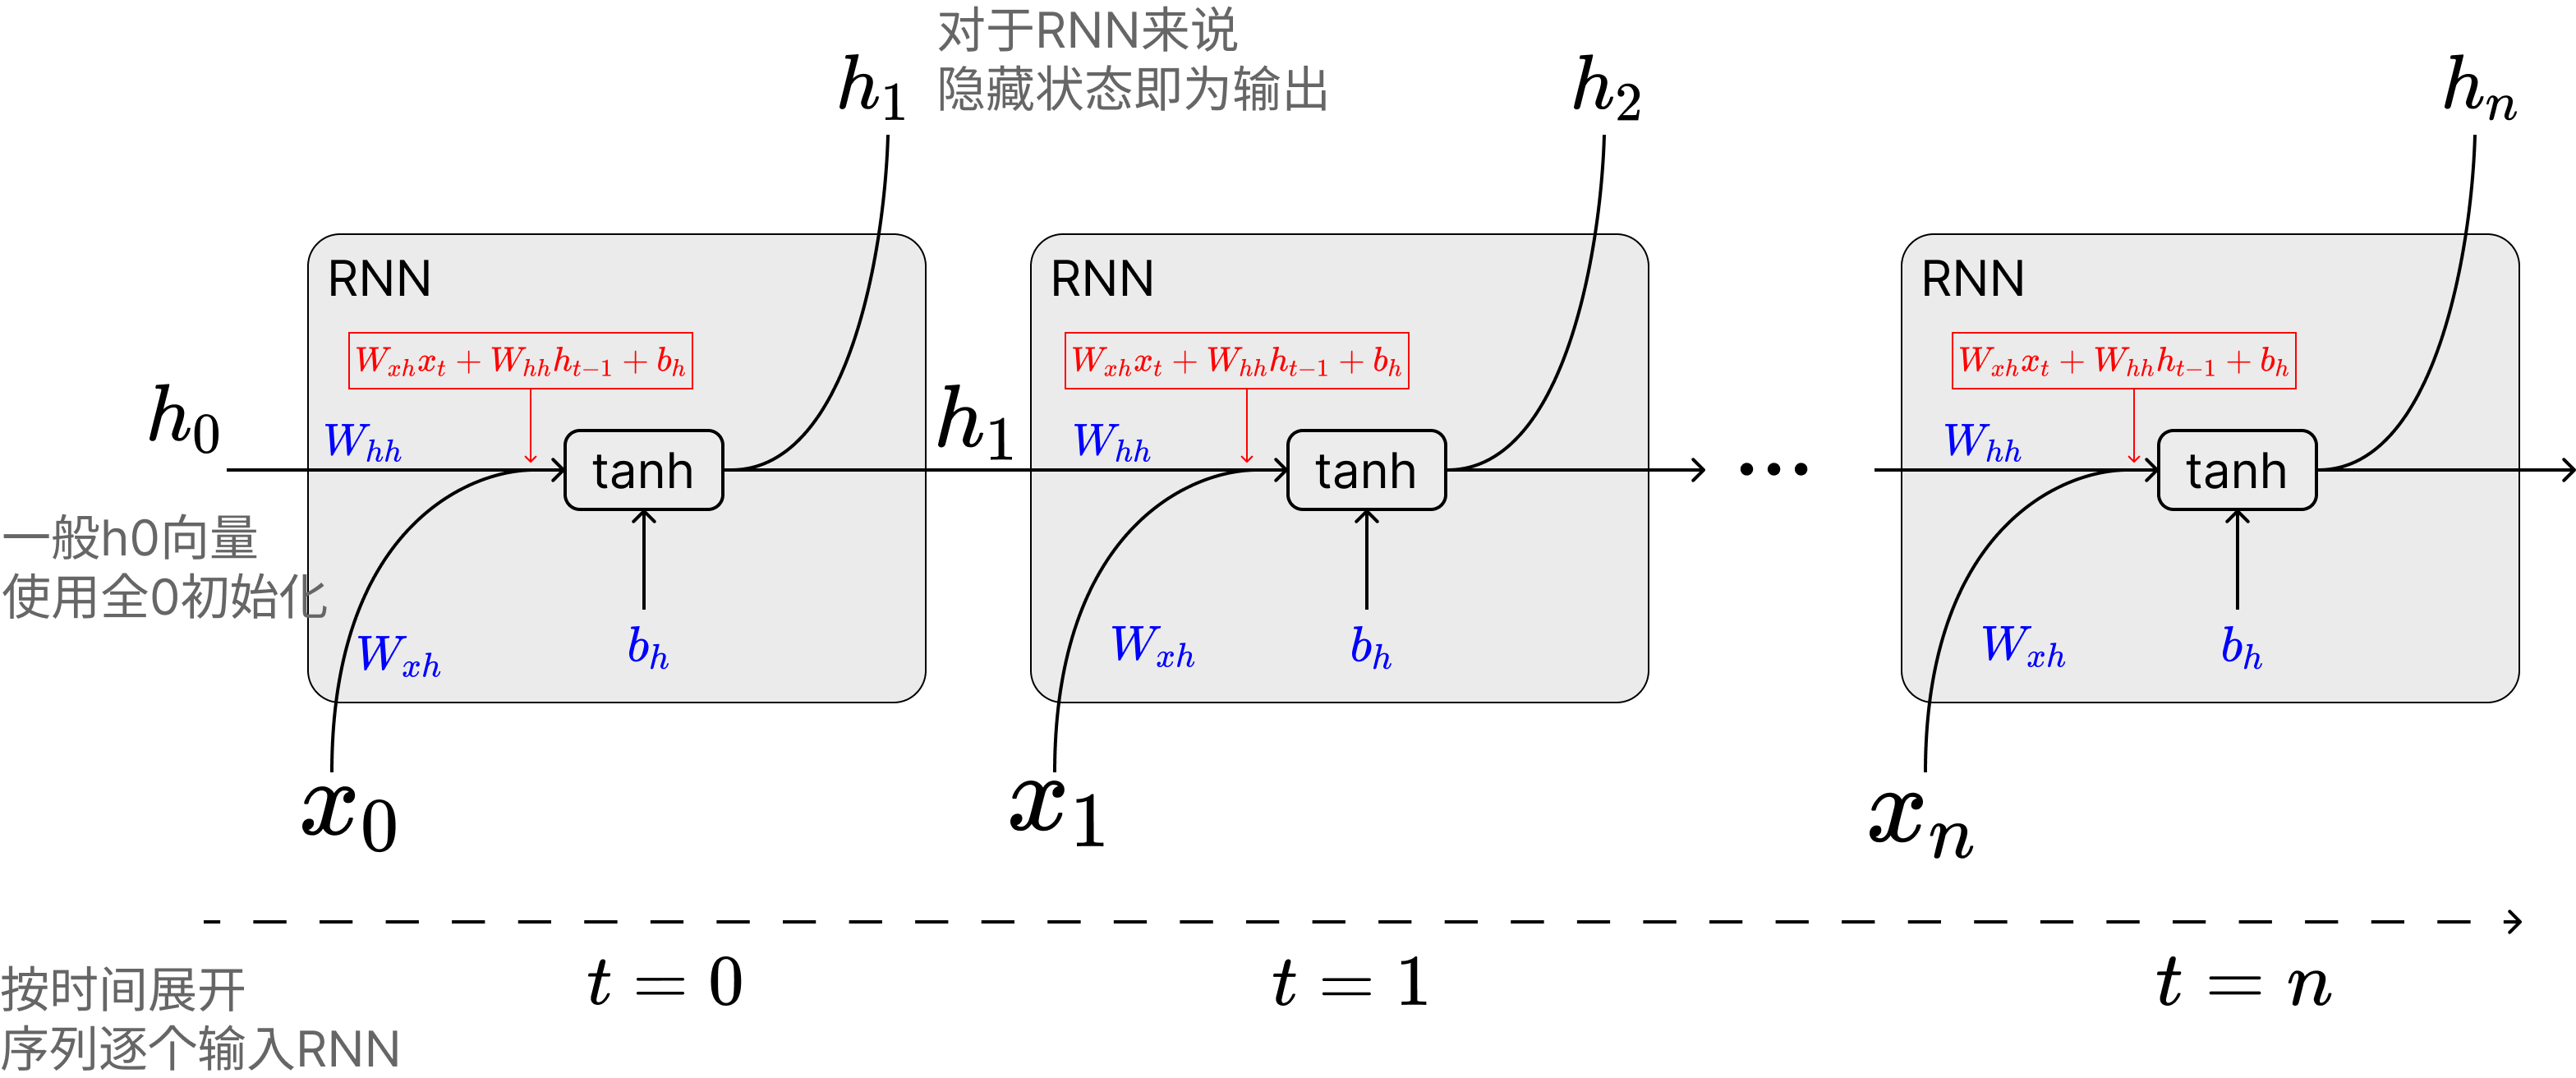 对于RNN来说
隐藏状态即为输出
h_1
h_2
h_n
RNN
RNN
RNN
W_{xh}x_t + W_{hh}h_{t-1} + b_h
W_{xh}x_t + W_{hh}h_{t-1} + b_h
W_{xh}x_t + W_{hh}h_{t-1} + b_h
h_0
W_{hh}
h_1
W_{hh}
W_{hh}
tanh
tanh
tanh
一般h0向量
使用全0初始化
W_{xh}
b_h
W_{xh}
b_h
W_{xh}
b_h
x_0
x_1
x_n
t = 0
t = 1
t = n
按时间展开
序列逐个输入RNN